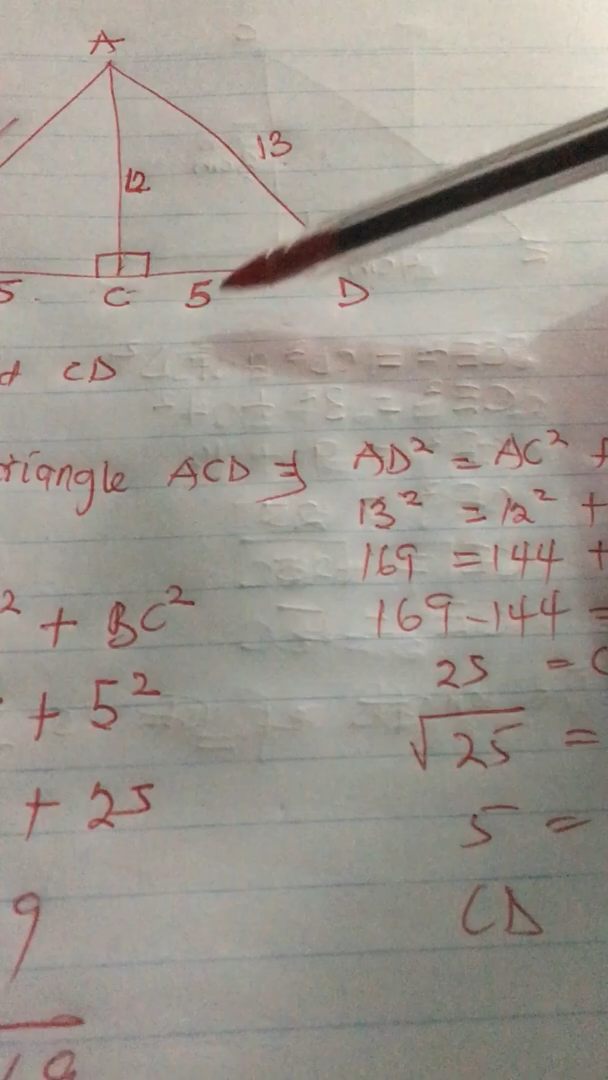 A
13
12
5. C 5 D
CD
triangle ACD ⇒ AD² = AC² +
13² = 12² +
169 = 144 +
169-144 =
25 =
√25 =
5 =
CD
² + BC²
+ 5²
+ 25
9